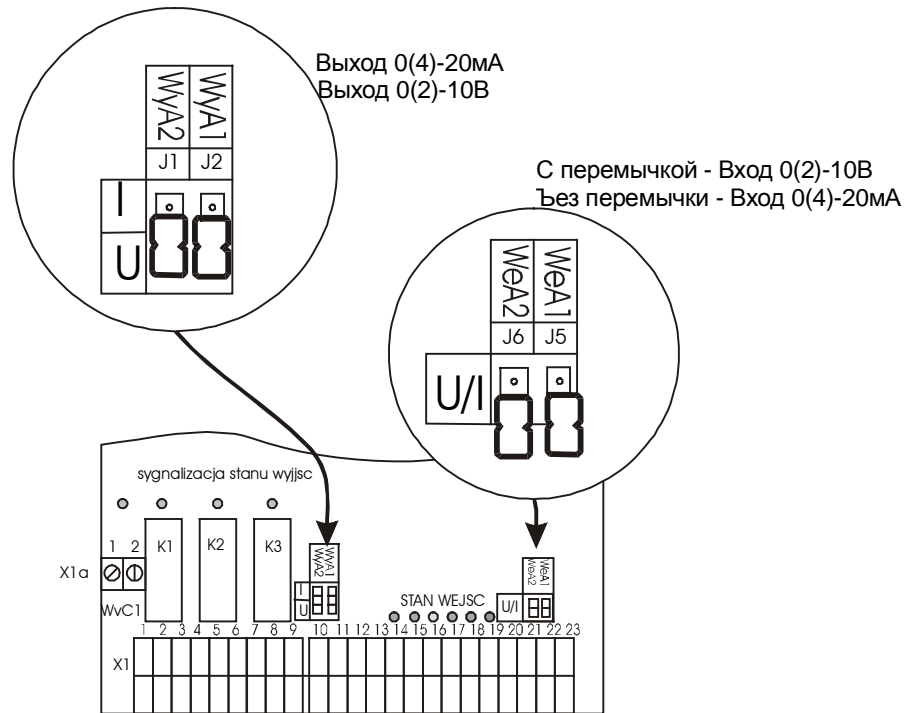 Выход 0(4)-20мА
Выход 0(2)-10В
WyA2 WyA1
J1 J2
I
U
С перемычкой - Вход 0(2)-10В
Ъез перемычки - Вход 0(4)-20мА
WeA2 WeA1
J6 J5
U/I
sygnalizacja stanu wyjjsc
1 2
K1 K2 K3
X1a
WvC1
WyA2 WyA1
I
U
STAN WEJSC
WeA2 WeA1
U/I
1 2 3 4 5 6 7 8 9 10 11 12 13 14 15 16 17 18 19 20 21 22 23
X1